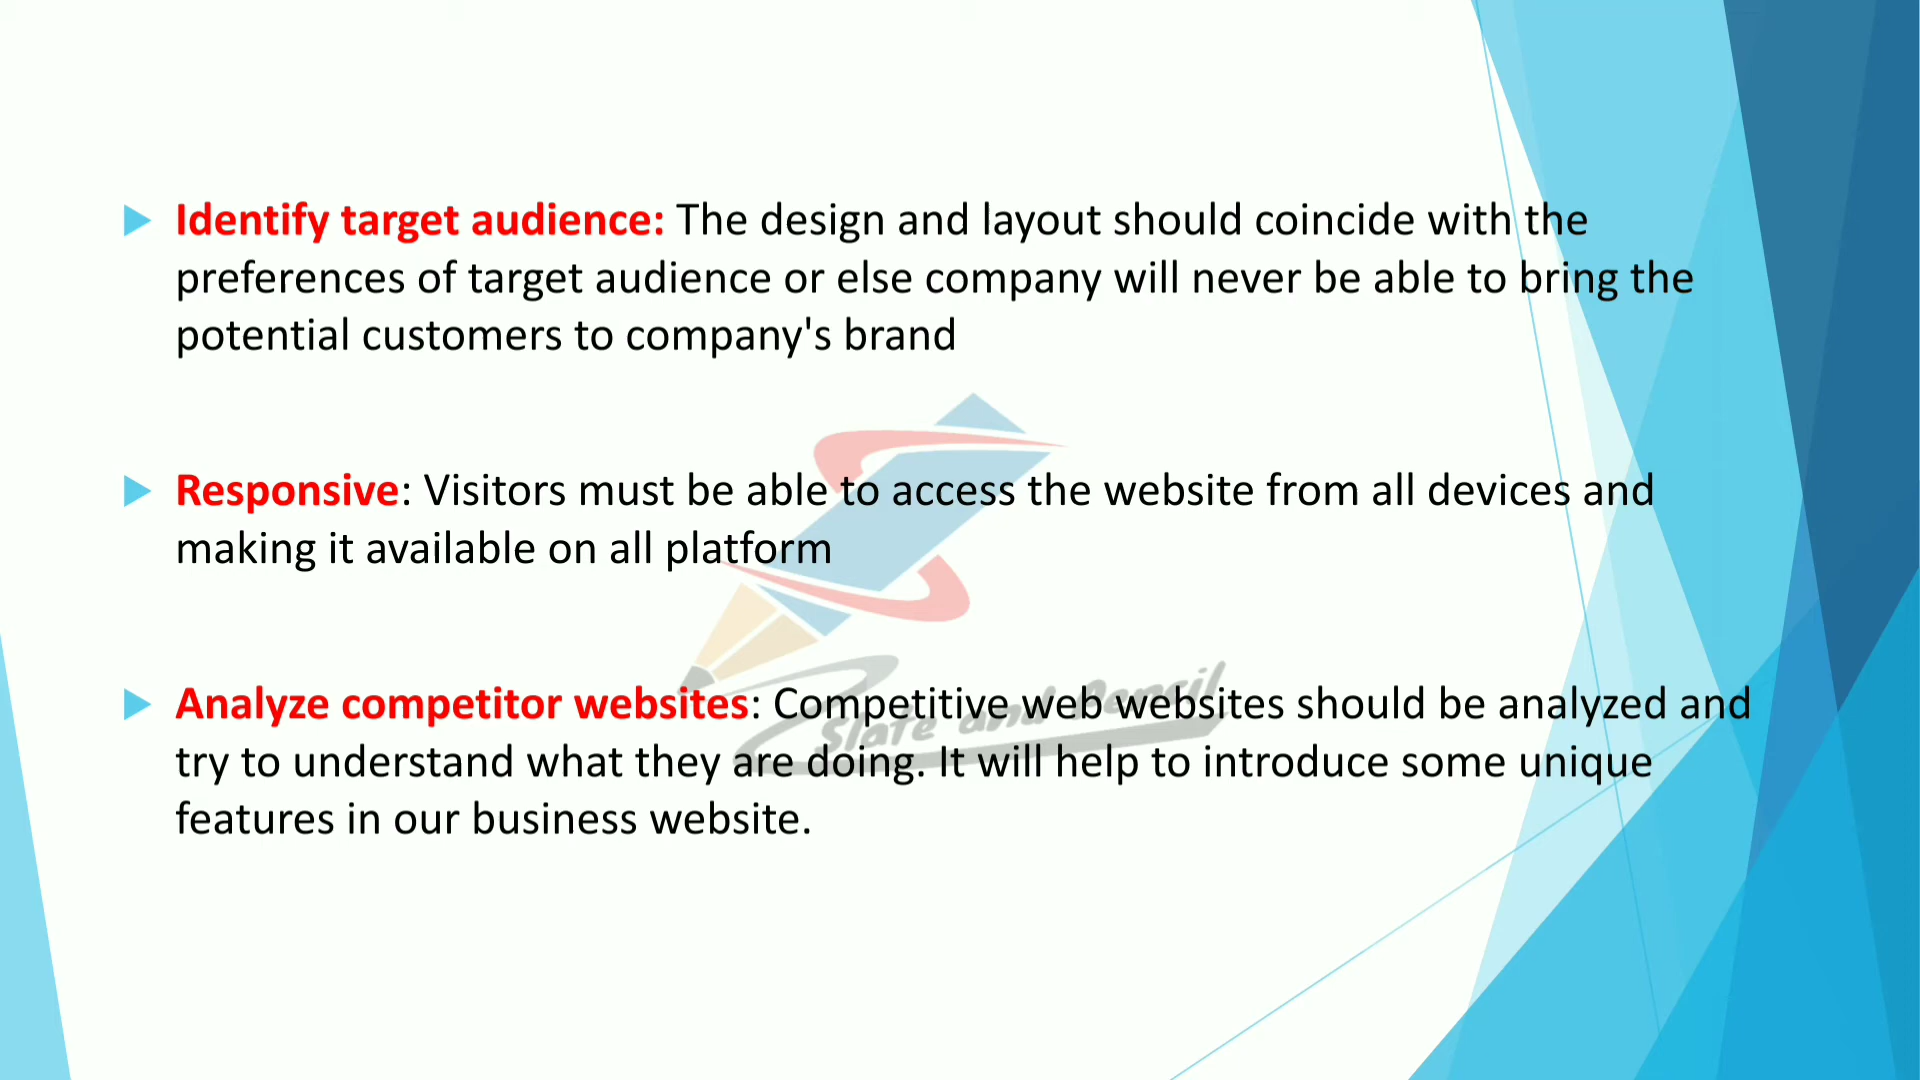 Identify target audience: The design and layout should coincide with the
preferences of target audience or else company will never be able to bring the
potential customers to company's brand
Responsive: Visitors must be able to access the website from all devices and
making it available on all platform
Slate and Pencil
Analyze competitor websites: Competitive web websites should be analyzed and
try to understand what they are doing. It will help to introduce some unique
features in our business website.